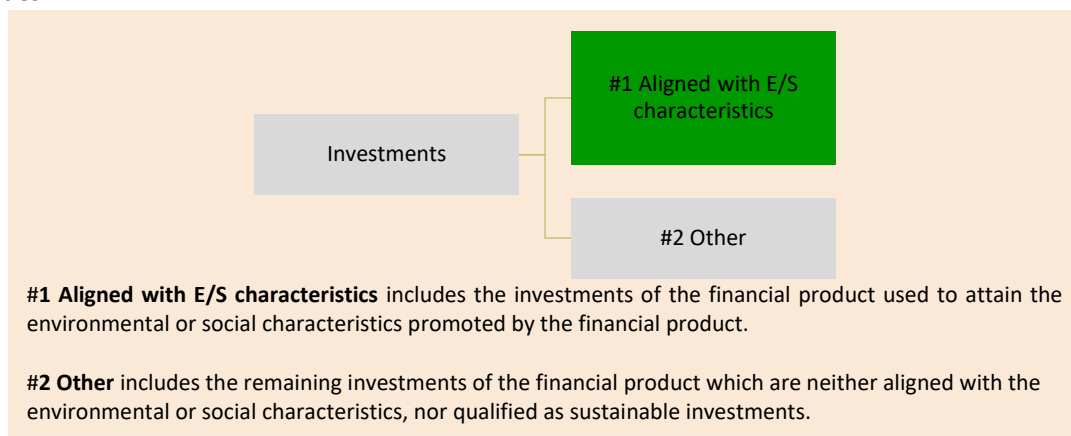 #1 Aligned with E/S
characteristics
Investments
#2 Other
#1 Aligned with E/S characteristics includes the investments of the financial product used to attain the
environmental or social characteristics promoted by the financial product.
#2 Other includes the remaining investments of the financial product which are neither aligned with the
environmental or social characteristics, nor qualified as sustainable investments.